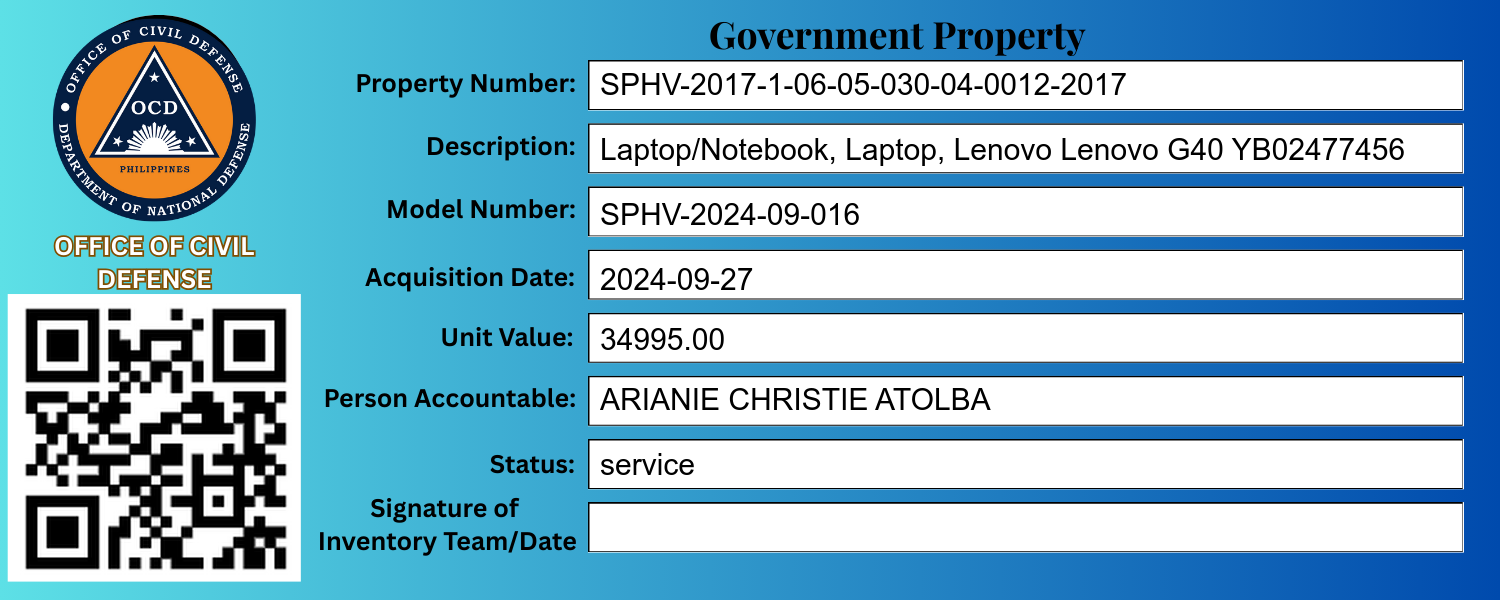 OFFICE OF CIVIL DEFENSE
OCD
PHILIPPINES
DEPARTMENT OF NATIONAL DEFENSE
OFFICE OF CIVIL
DEFENSE
Government Property
Property Number: SPHV-2017-1-06-05-030-04-0012-2017
Description: Laptop/Notebook, Laptop, Lenovo Lenovo G40 YB02477456
Model Number: SPHV-2024-09-016
Acquisition Date: 2024-09-27
Unit Value: 34995.00
Person Accountable: ARIANIE CHRISTIE ATOLBA
Status: service
Signature of
Inventory Team/Date